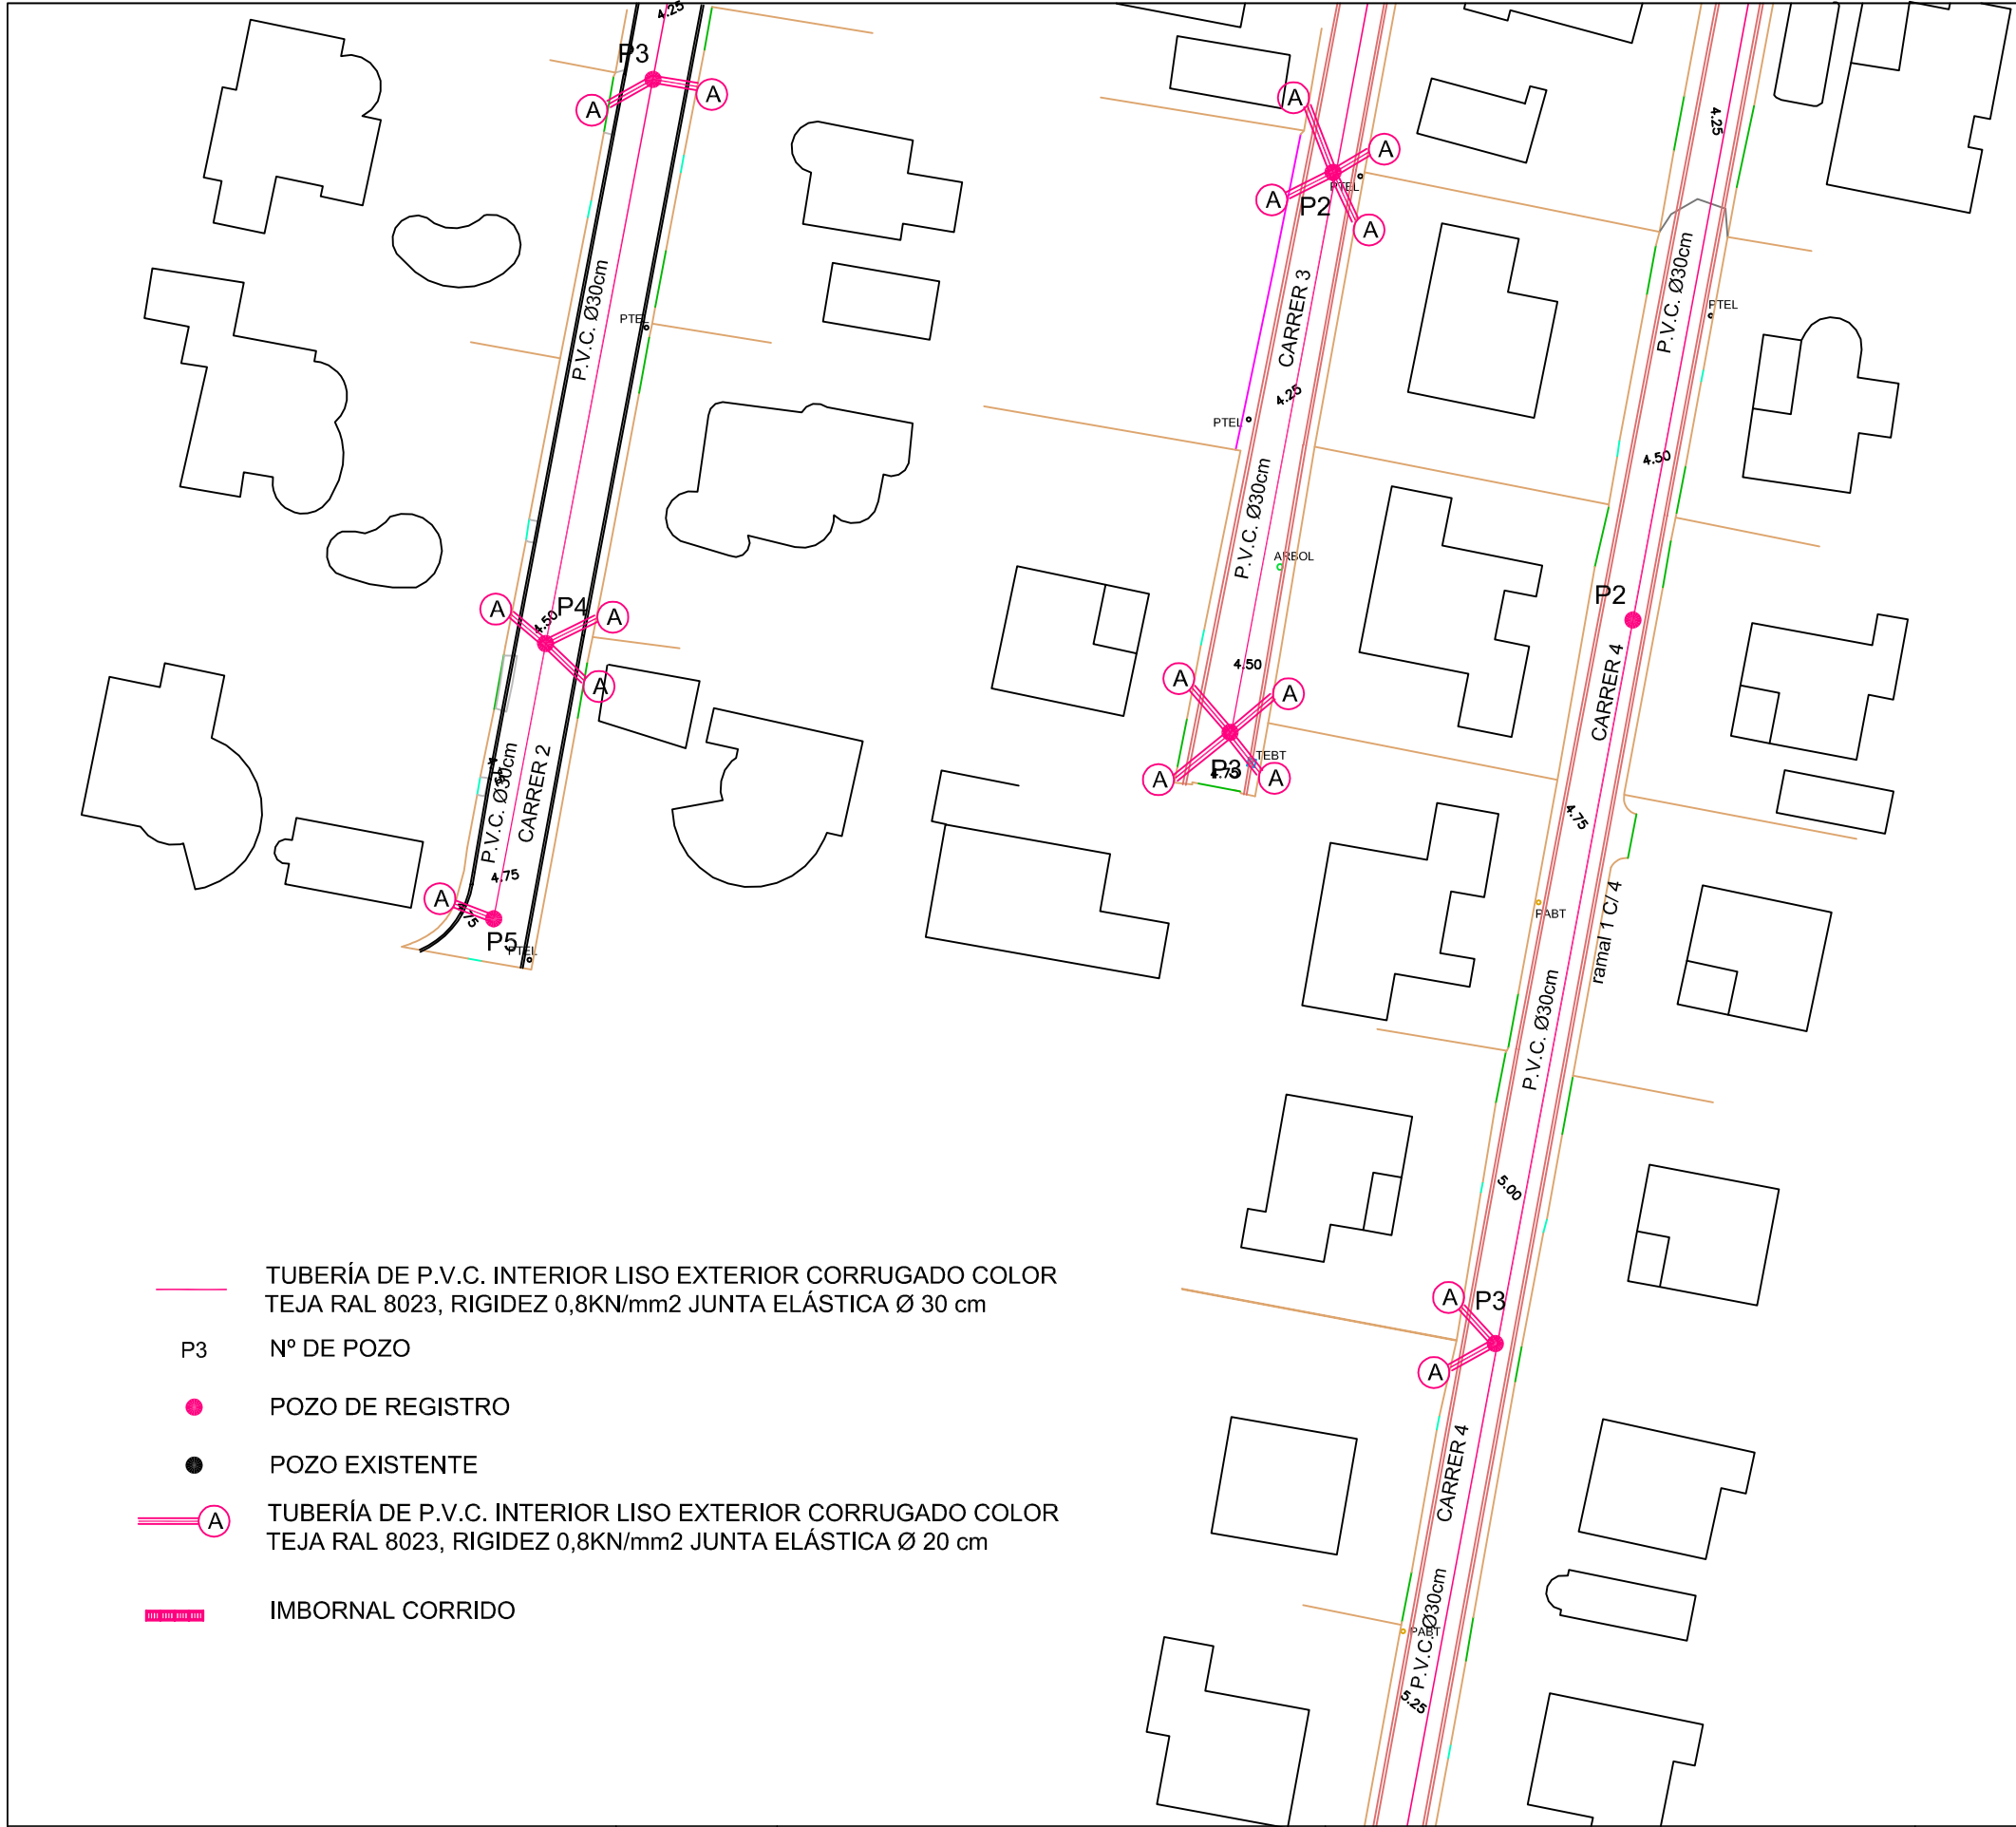 4.25
P3
A
A
P.V.C. Ø30cm
PTEL
A
P4
4.50
A
A
P.V.C. Ø30cm
CARRER 2
4.75
A
4.75
P5
PTEL
A
A
PTEL
A
P2
A
CARRER 3
4.25
PTEL
P.V.C. Ø30cm
ARBOL
4.50
A
A
P3
TEBT
4.75
A
A
4.25
P.V.C. Ø30cm
PTEL
4.50
P2
CARRER 4
4.75
PABT
ramal 1 C/ 4
P.V.C. Ø30cm
5.00
A
P3
A
CARRER 4
P.V.C. Ø30cm
PABT
5.25
TUBERÍA DE P.V.C. INTERIOR LISO EXTERIOR CORRUGADO COLOR
TEJA RAL 8023, RIGIDEZ 0,8KN/mm2 JUNTA ELÁSTICA Ø 30 cm
P3 Nº DE POZO
POZO DE REGISTRO
POZO EXISTENTE
A TUBERÍA DE P.V.C. INTERIOR LISO EXTERIOR CORRUGADO COLOR
TEJA RAL 8023, RIGIDEZ 0,8KN/mm2 JUNTA ELÁSTICA Ø 20 cm
IMBORNAL CORRIDO